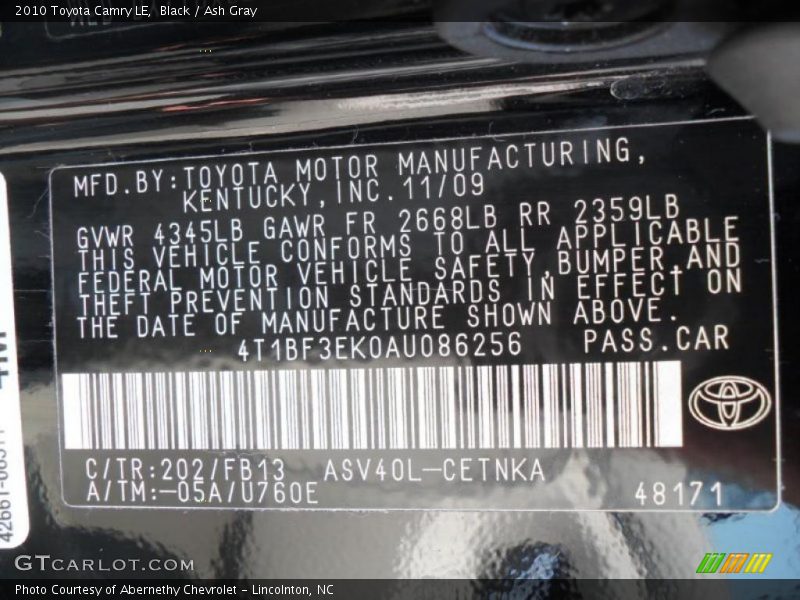 2010 Toyota Camry LE, Black / Ash Gray
MFD.BY:TOYOTA MOTOR MANUFACTURING,
KENTUCKY,INC. 11/09
GVWR 4345LB GAWR FR 2668LB RR 2359LB
THIS VEHICLE CONFORMS TO ALL APPLICABLE
FEDERAL MOTOR VEHICLE SAFETY,BUMPER,AND
THEFT PREVENTION STANDARDS IN EFFECT ON
THE DATE OF MANUFACTURE SHOWN ABOVE.
4T1BF3EK0AU086256 PASS.CAR
C/TR:202/FB13 ASV40L-CETNKA
A/TM:-05A/U760E
48171
GTCARLOT.COM
Photo Courtesy of Abernethy Chevrolet - Lincolnton, NC